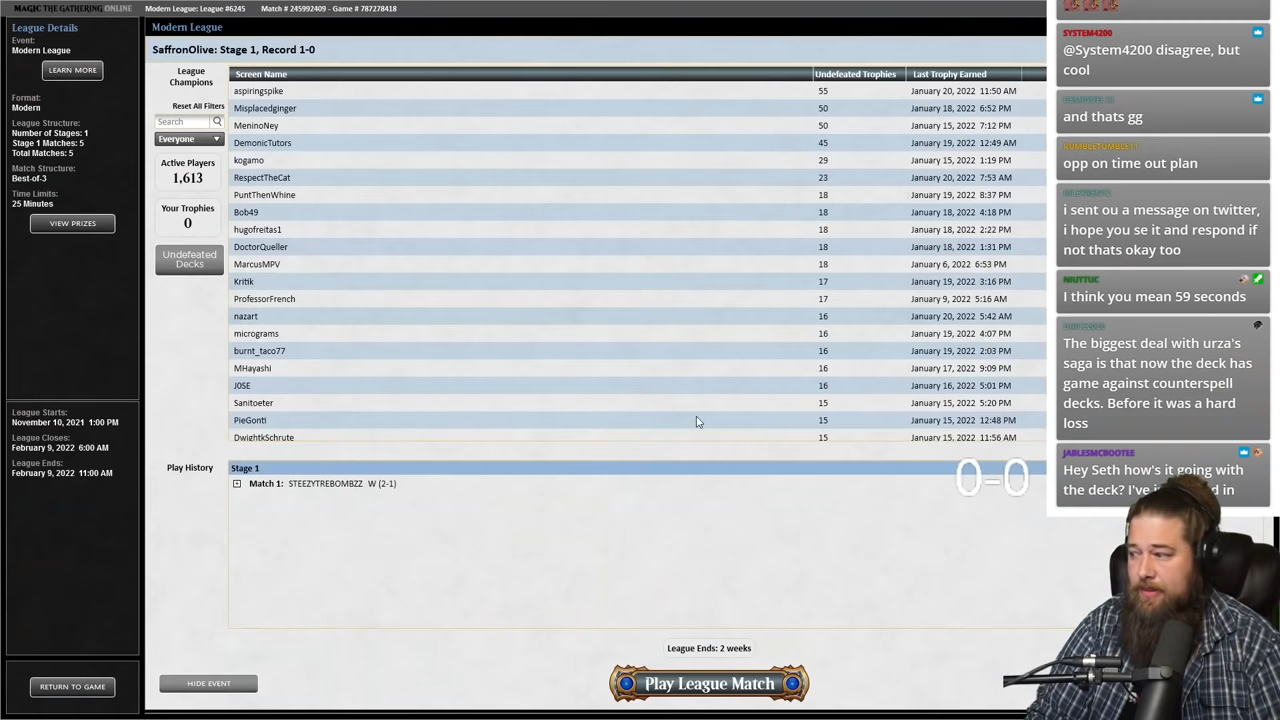 MAGIC THE GATHERING ONLINE
Modern League: League #6245
Match # 245992409 - Game # 787278418
League Details
Event:
Modern League
LEARN MORE
Format:
Modern
League Structure:
Number of Stages: 1
Stage 1 Matches: 5
Total Matches: 5
Match Structure:
Best-of-3
Time Limits:
25 Minutes
VIEW PRIZES
League Starts:
November 10, 2021 1:00 PM
League Closes:
February 9, 2022 6:00 AM
League Ends:
February 9, 2022 11:00 AM
RETURN TO GAME
Modern League
SaffronOlive: Stage 1, Record 1-0
League
Champions
Reset All Filters
Search
Everyone
Active Players
1,613
Your Trophies
0
Undefeated
Decks
Screen Name Undefeated Trophies Last Trophy Earned
aspiringspike 55 January 20, 2022 11:50 AM
Misplacedginger 50 January 18, 2022 6:52 PM
MeninoNey 50 January 15, 2022 7:12 PM
DemonicTutors 45 January 19, 2022 12:49 AM
kogamo 29 January 15, 2022 1:19 PM
RespectTheCat 23 January 20, 2022 7:53 AM
PuntThenWhine 18 January 19, 2022 8:37 PM
Bob49 18 January 18, 2022 4:18 PM
hugofreitas1 18 January 18, 2022 2:22 PM
DoctorQueller 18 January 18, 2022 1:31 PM
MarcusMPV 18 January 6, 2022 6:53 PM
Kritik 17 January 19, 2022 3:16 PM
ProfessorFrench 17 January 9, 2022 5:16 AM
nazart 16 January 20, 2022 5:42 AM
micrograms 16 January 19, 2022 4:07 PM
burnt_taco77 16 January 19, 2022 2:03 PM
MHayashi 16 January 17, 2022 9:09 PM
J0SE 16 January 16, 2022 5:01 PM
Sanitoeter 15 January 15, 2022 5:20 PM
PieGonti 15 January 15, 2022 12:48 PM
DwightkSchrute 15 January 15, 2022 11:56 AM
Play History
Stage 1
Match 1: STEEZYTREBOMBZZ W (2-1)
0-0
League Ends: 2 weeks
HIDE EVENT
Play League Match
SYSTEM4200
@System4200 disagree, but
cool
and thats gg
opp on time out plan
i sent ou a message on twitter,
i hope you se it and respond if
not thats okay too
NIUTTUC
I think you mean 59 seconds
The biggest deal with urza's
saga is that now the deck has
game against counterspell
decks. Before it was a hard
loss
JABLESMCBOOTEE
Hey Seth how's it going with
the deck? I've in